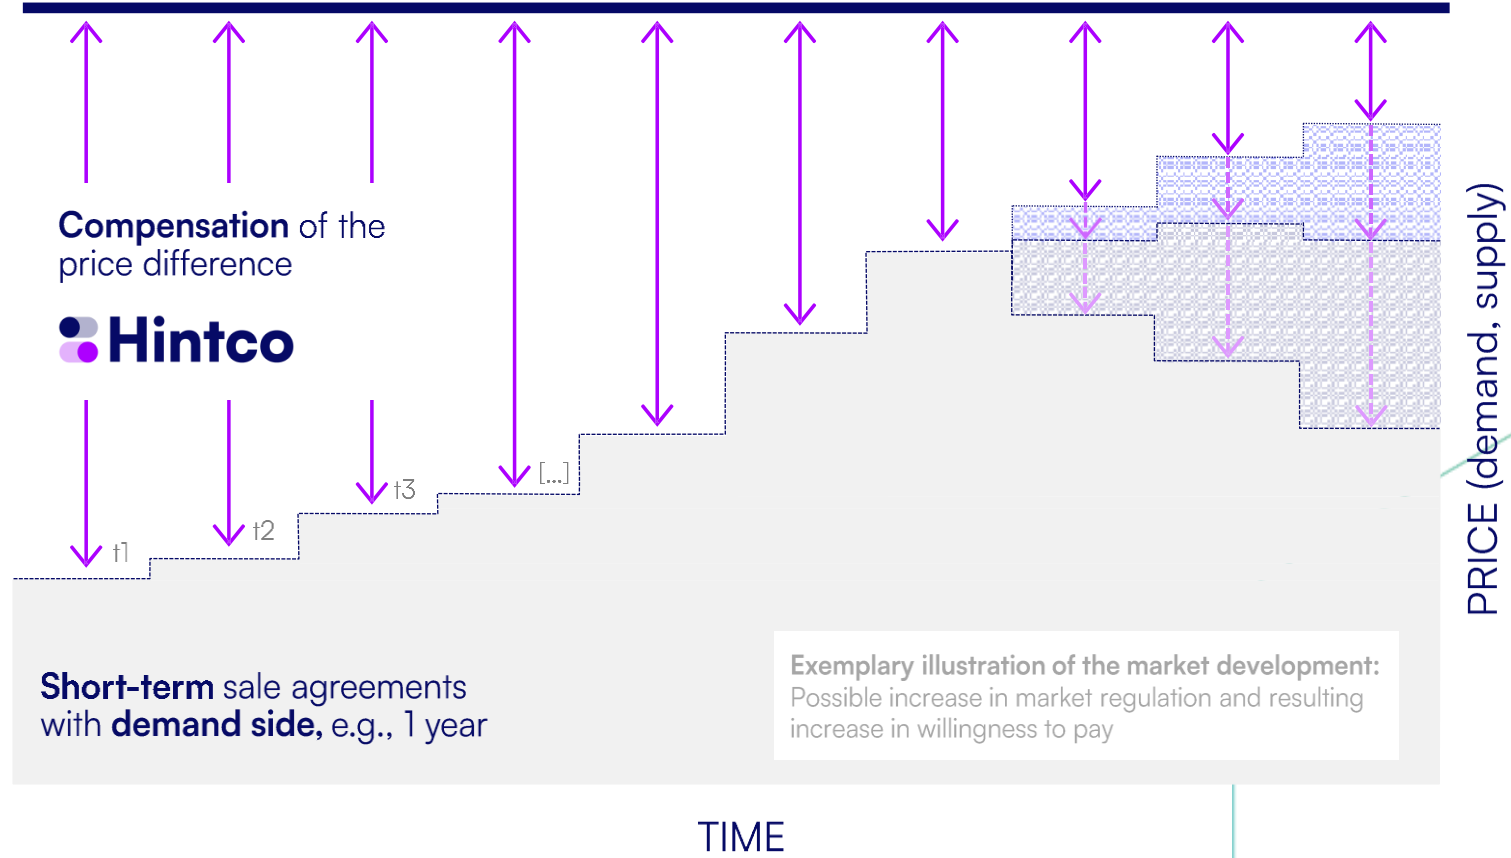 Compensation of the
price difference
Hintco
t1
t2
t3
[...]
Short-term sale agreements
with demand side, e.g., 1 year
Exemplary illustration of the market development:
Possible increase in market regulation and resulting
increase in willingness to pay
PRICE (demand, supply)
TIME